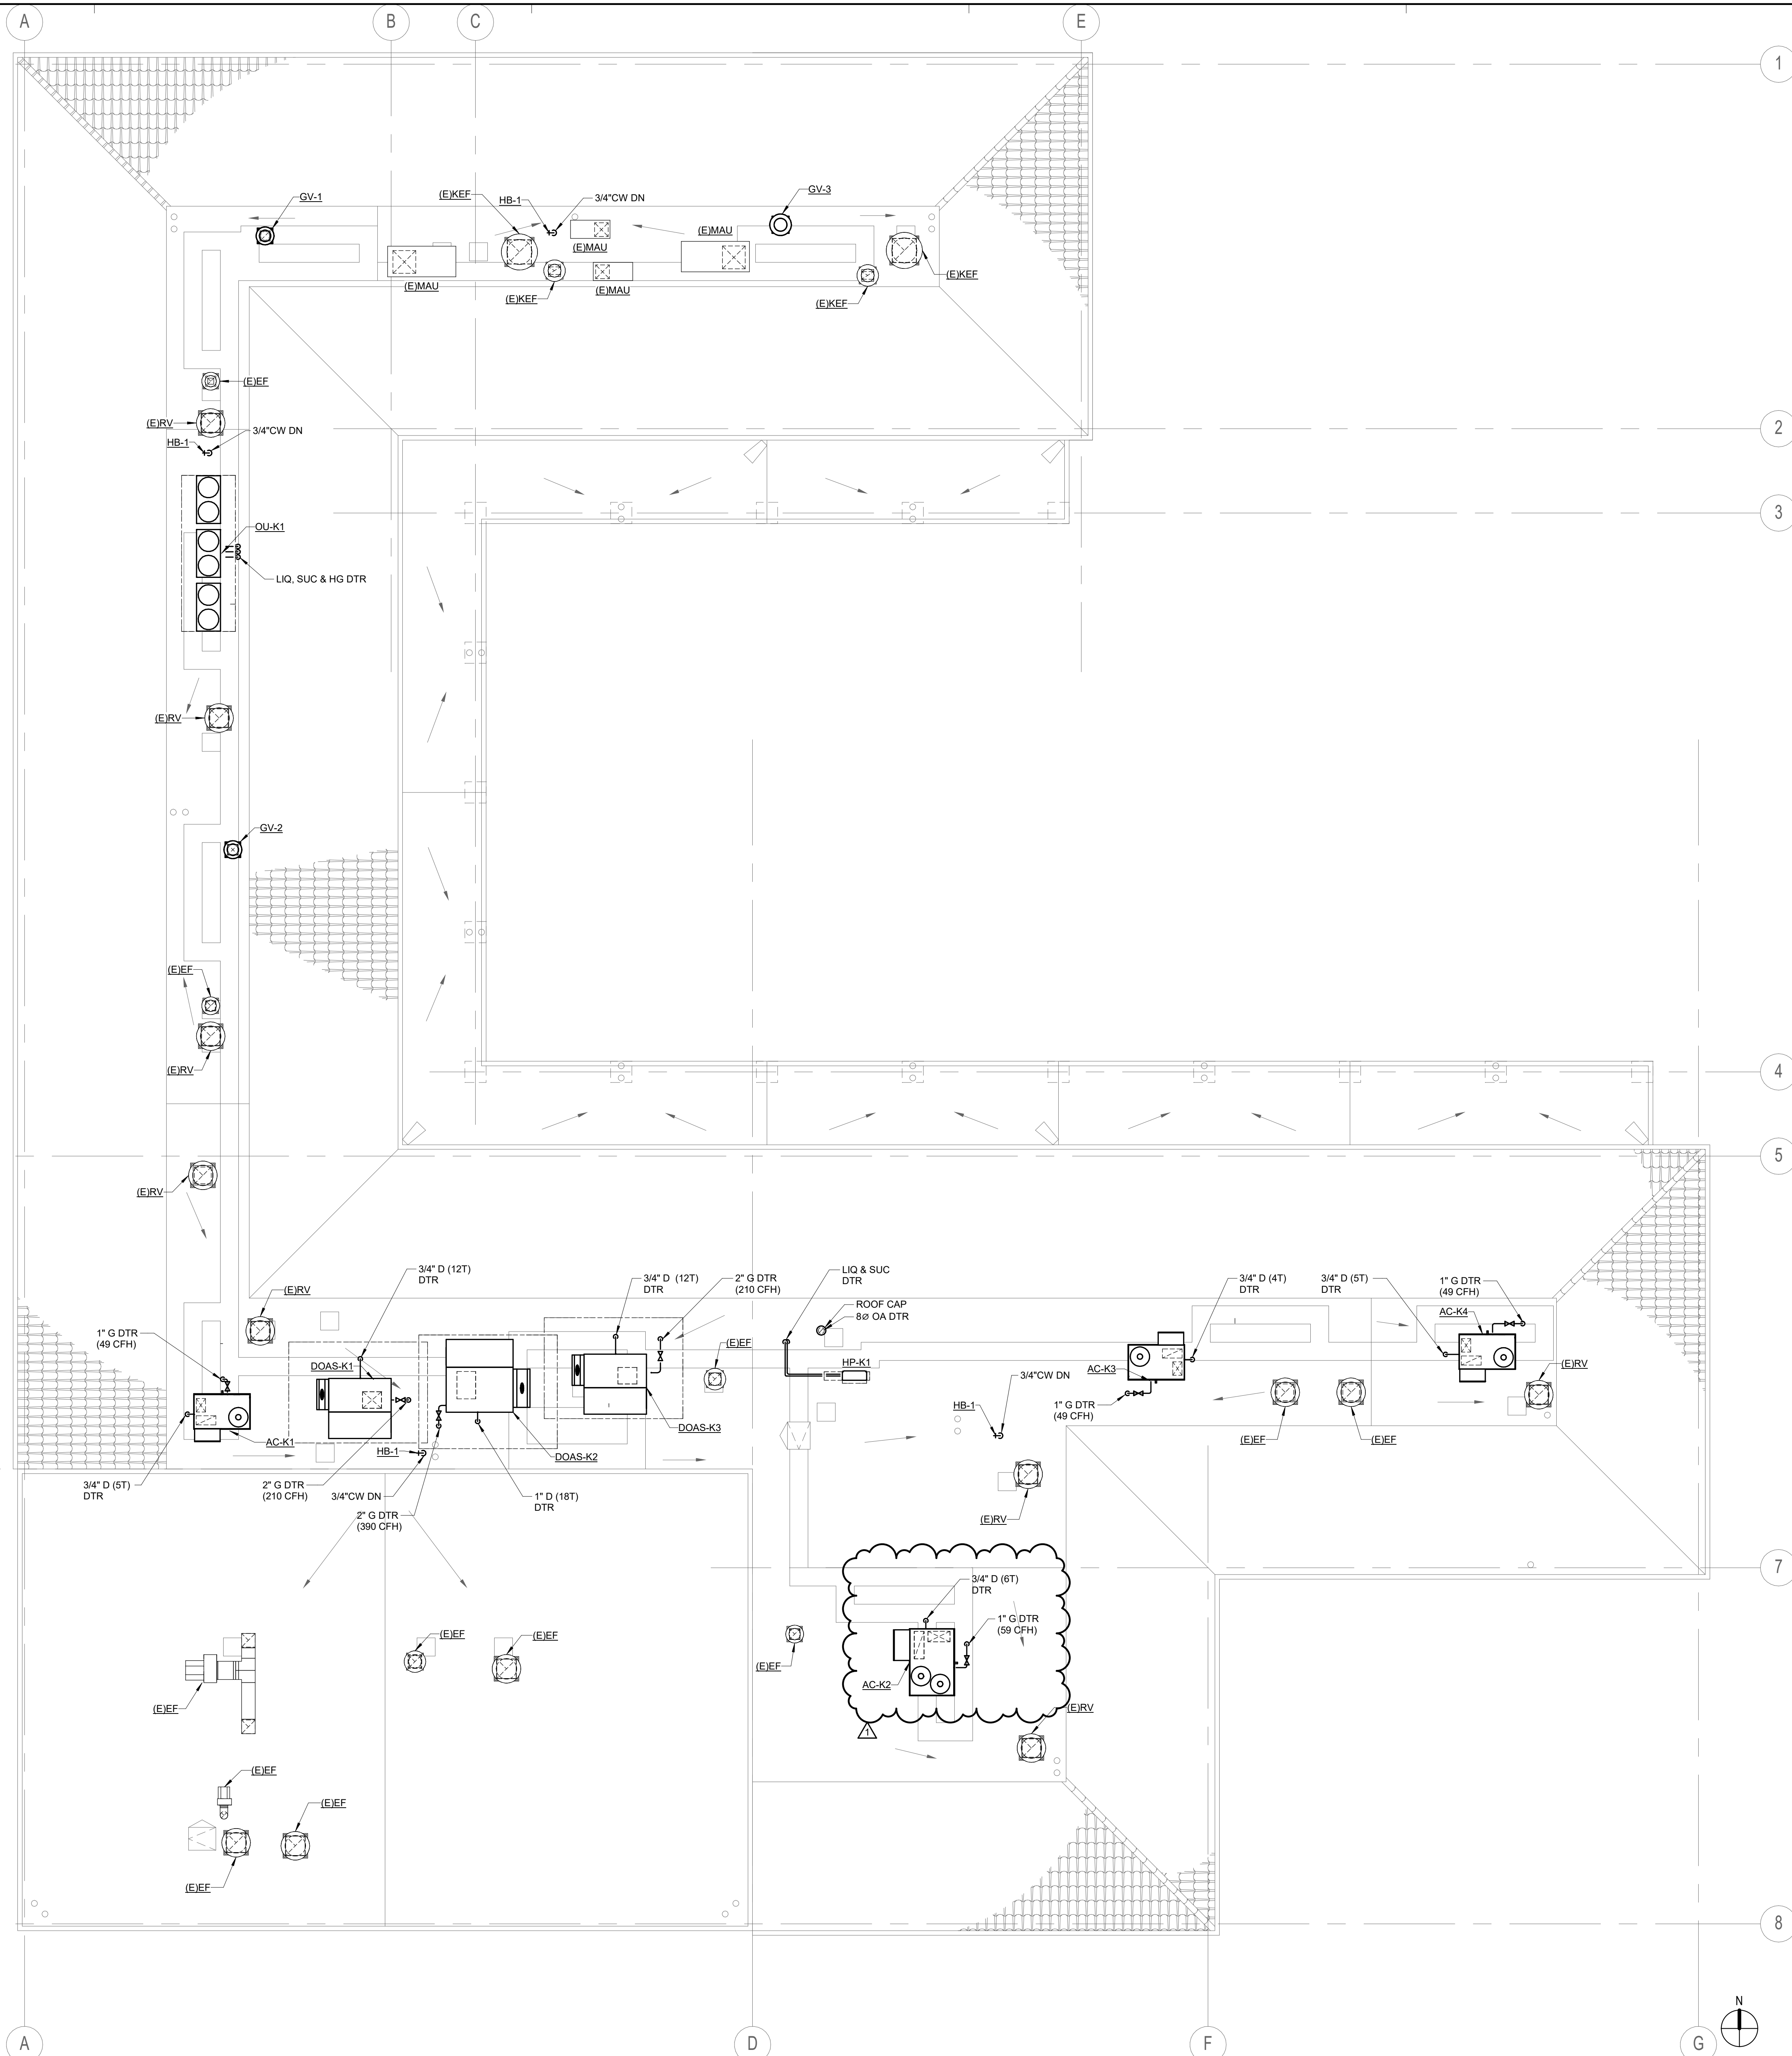 A
B
C
E
1
GV-1
(E)KEF
HB-1
3/4"CW DN
GV-3
(E)MAU
(E)MAU
(E)KEF
(E)MAU
(E)KEF
(E)MAU
(E)KEF
(E)EF
(E)RV
3/4"CW DN
HB-1
2
3
OU-K1
LIQ, SUC & HG DTR
(E)RV
GV-2
(E)EF
(E)RV
4
5
(E)RV
3/4" D (12T)
DTR
(E)RV
3/4" D (12T)
DTR
2" G DTR
(210 CFH)
LIQ & SUC
DTR
ROOF CAP
8Ø OA DTR
3/4" D (4T)
DTR
3/4" D (5T)
DTR
1" G DTR
(49 CFH)
AC-K4
1" G DTR
(49 CFH)
DOAS-K1
(E)EF
HP-K1
AC-K3
(E)RV
3/4"CW DN
HB-1
1" G DTR
(49 CFH)
AC-K1
DOAS-K3
HB-1
DOAS-K2
(E)EF
(E)EF
3/4" D (5T)
DTR
2" G DTR
(210 CFH)
3/4"CW DN
1" D (18T)
DTR
2" G DTR
(390 CFH)
(E)RV
7
3/4" D (6T)
DTR
1" G DTR
(59 CFH)
(E)EF
(E)EF
(E)EF
AC-K2
(E)EF
(E)RV
1
(E)EF
(E)EF
(E)EF
8
N
A
D
F
G